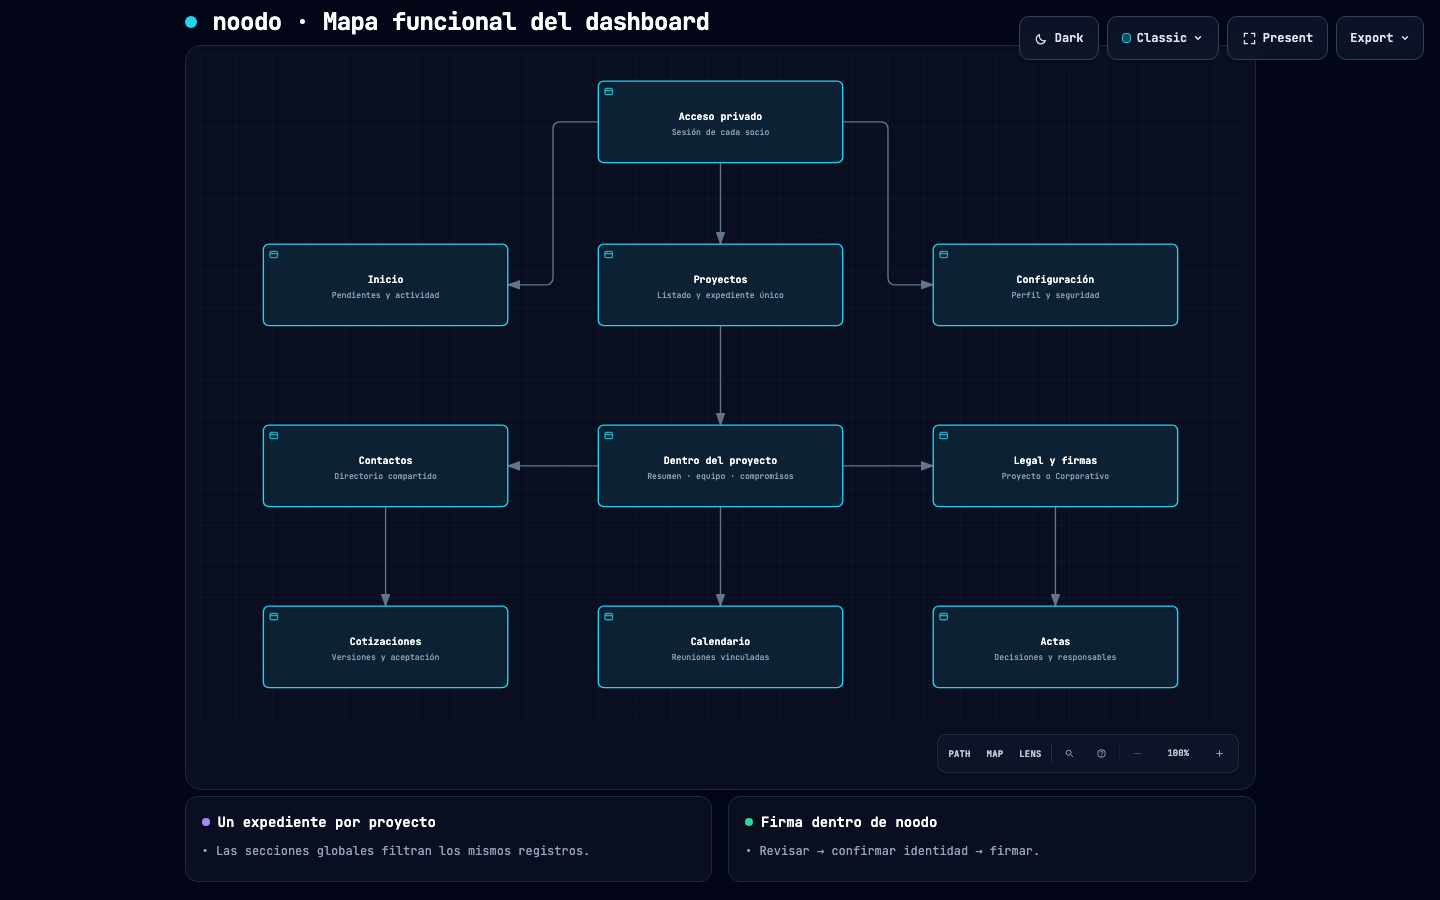 noodo · Mapa funcional del dashboard
Dark
Classic
Present
Export
Acceso privado
Sesión de cada socio
Inicio
Pendientes y actividad
Proyectos
Listado y expediente único
Configuración
Perfil y seguridad
Contactos
Directorio compartido
Dentro del proyecto
Resumen · equipo · compromisos
Legal y firmas
Proyecto o Corporativo
Cotizaciones
Versiones y aceptación
Calendario
Reuniones vinculadas
Actas
Decisiones y responsables
PATH MAP LENS 100%
Un expediente por proyecto
• Las secciones globales filtran los mismos registros.
Firma dentro de noodo
• Revisar → confirmar identidad → firmar.